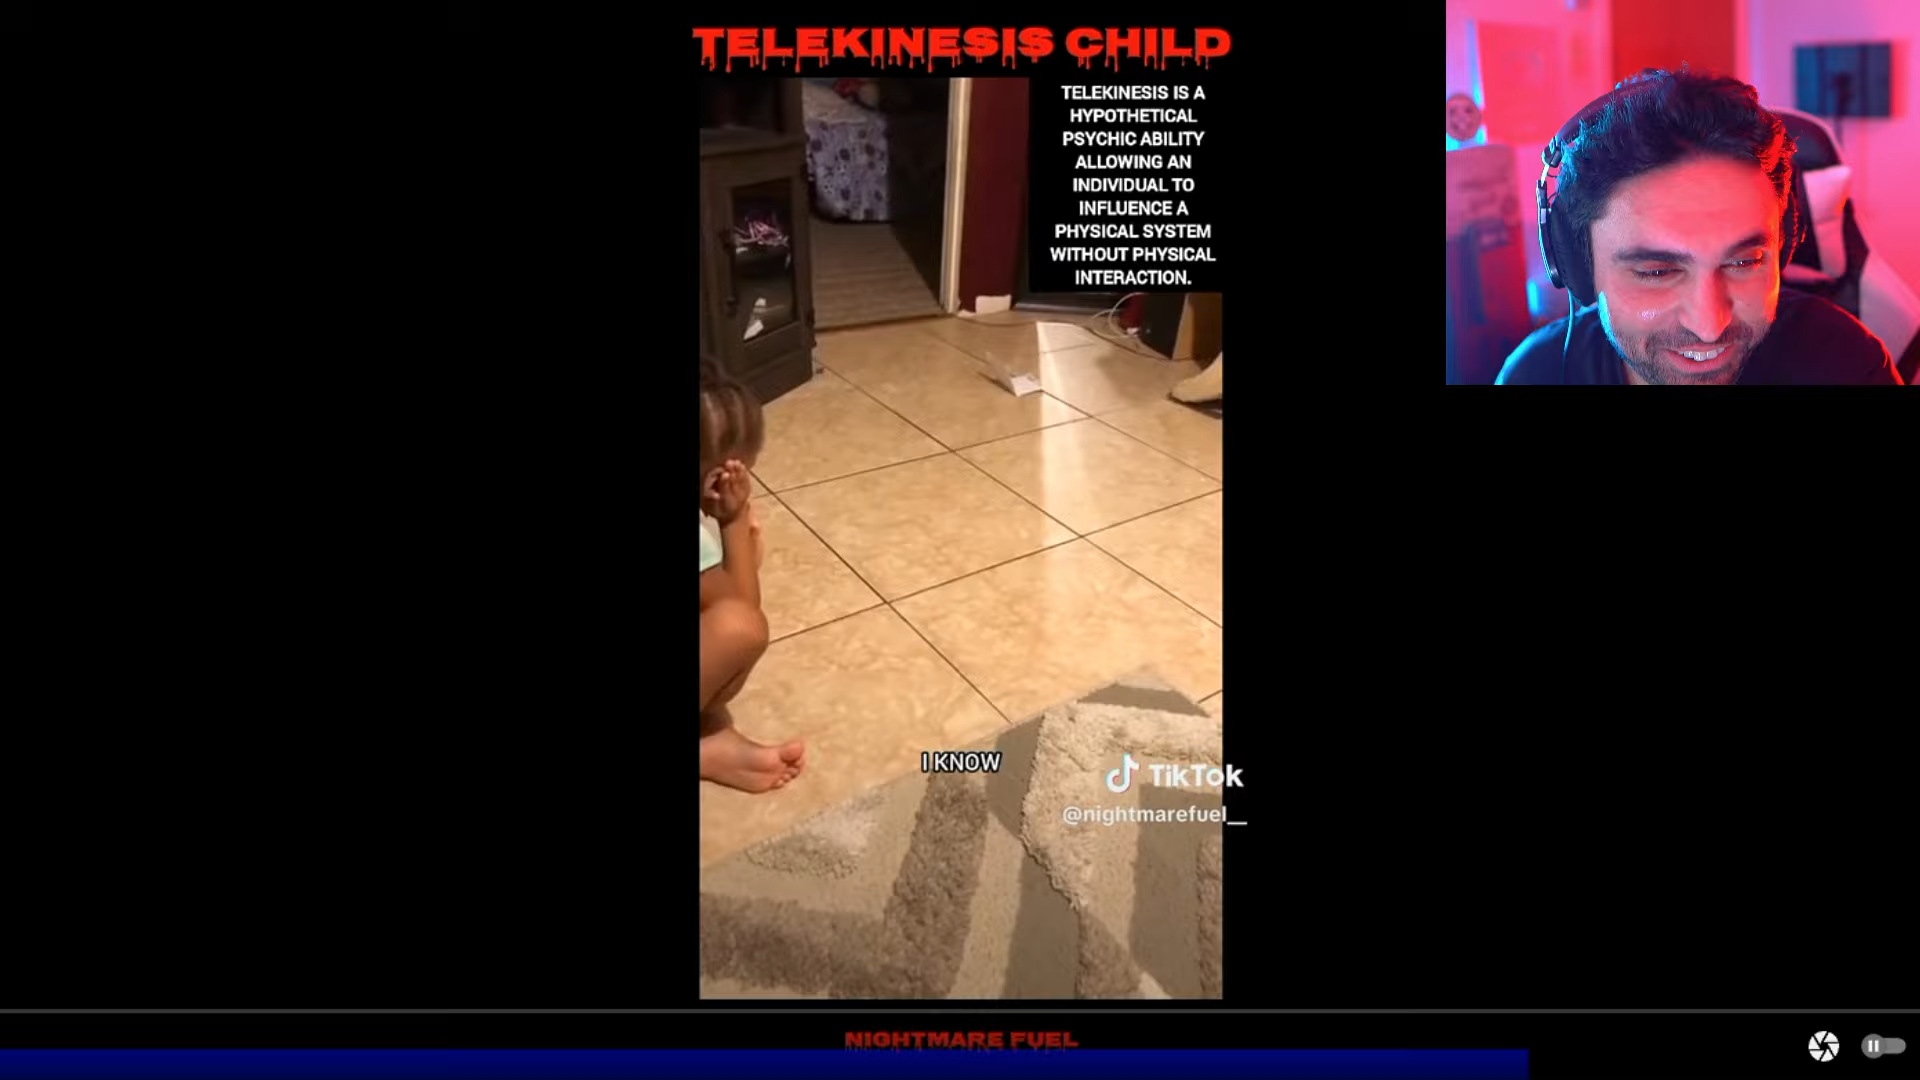 TELEKINESIS CHILD
TELEKINESIS IS A
HYPOTHETICAL
PSYCHIC ABILITY
ALLOWING AN
INDIVIDUAL TO
INFLUENCE A
PHYSICAL SYSTEM
WITHOUT PHYSICAL
INTERACTION.
I KNOW
TikTok
@nightmarefuel__
NIGHTMARE FUEL